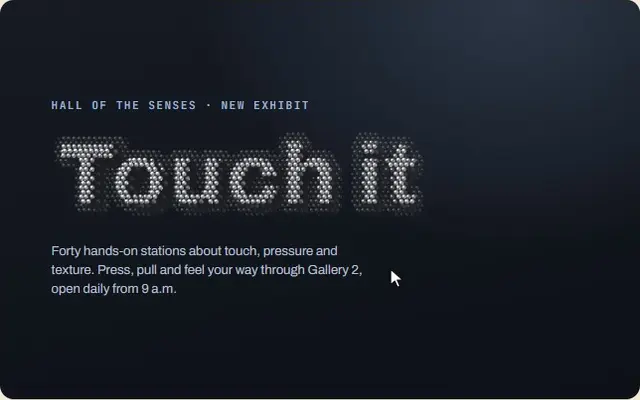 HALL OF THE SENSES · NEW EXHIBIT
Touch it
Forty hands-on stations about touch, pressure and
texture. Press, pull and feel your way through Gallery 2,
open daily from 9 a.m.